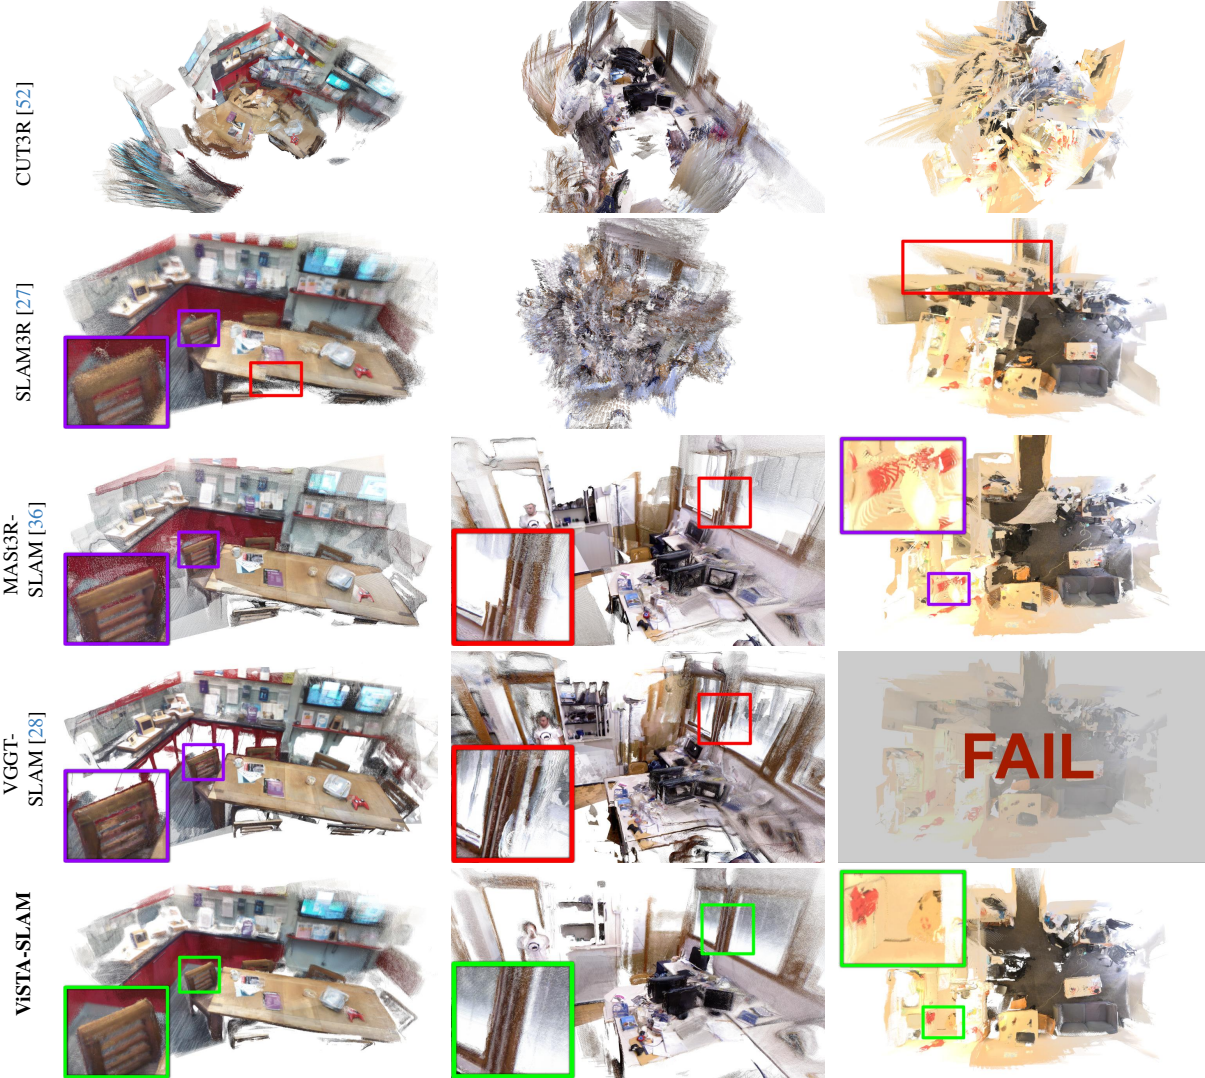 CUT3R [52]
SLAM3R [27]
MASt3R-
SLAM [36]
VGGT-
SLAM [28]
FAIL
ViSTA-SLAM